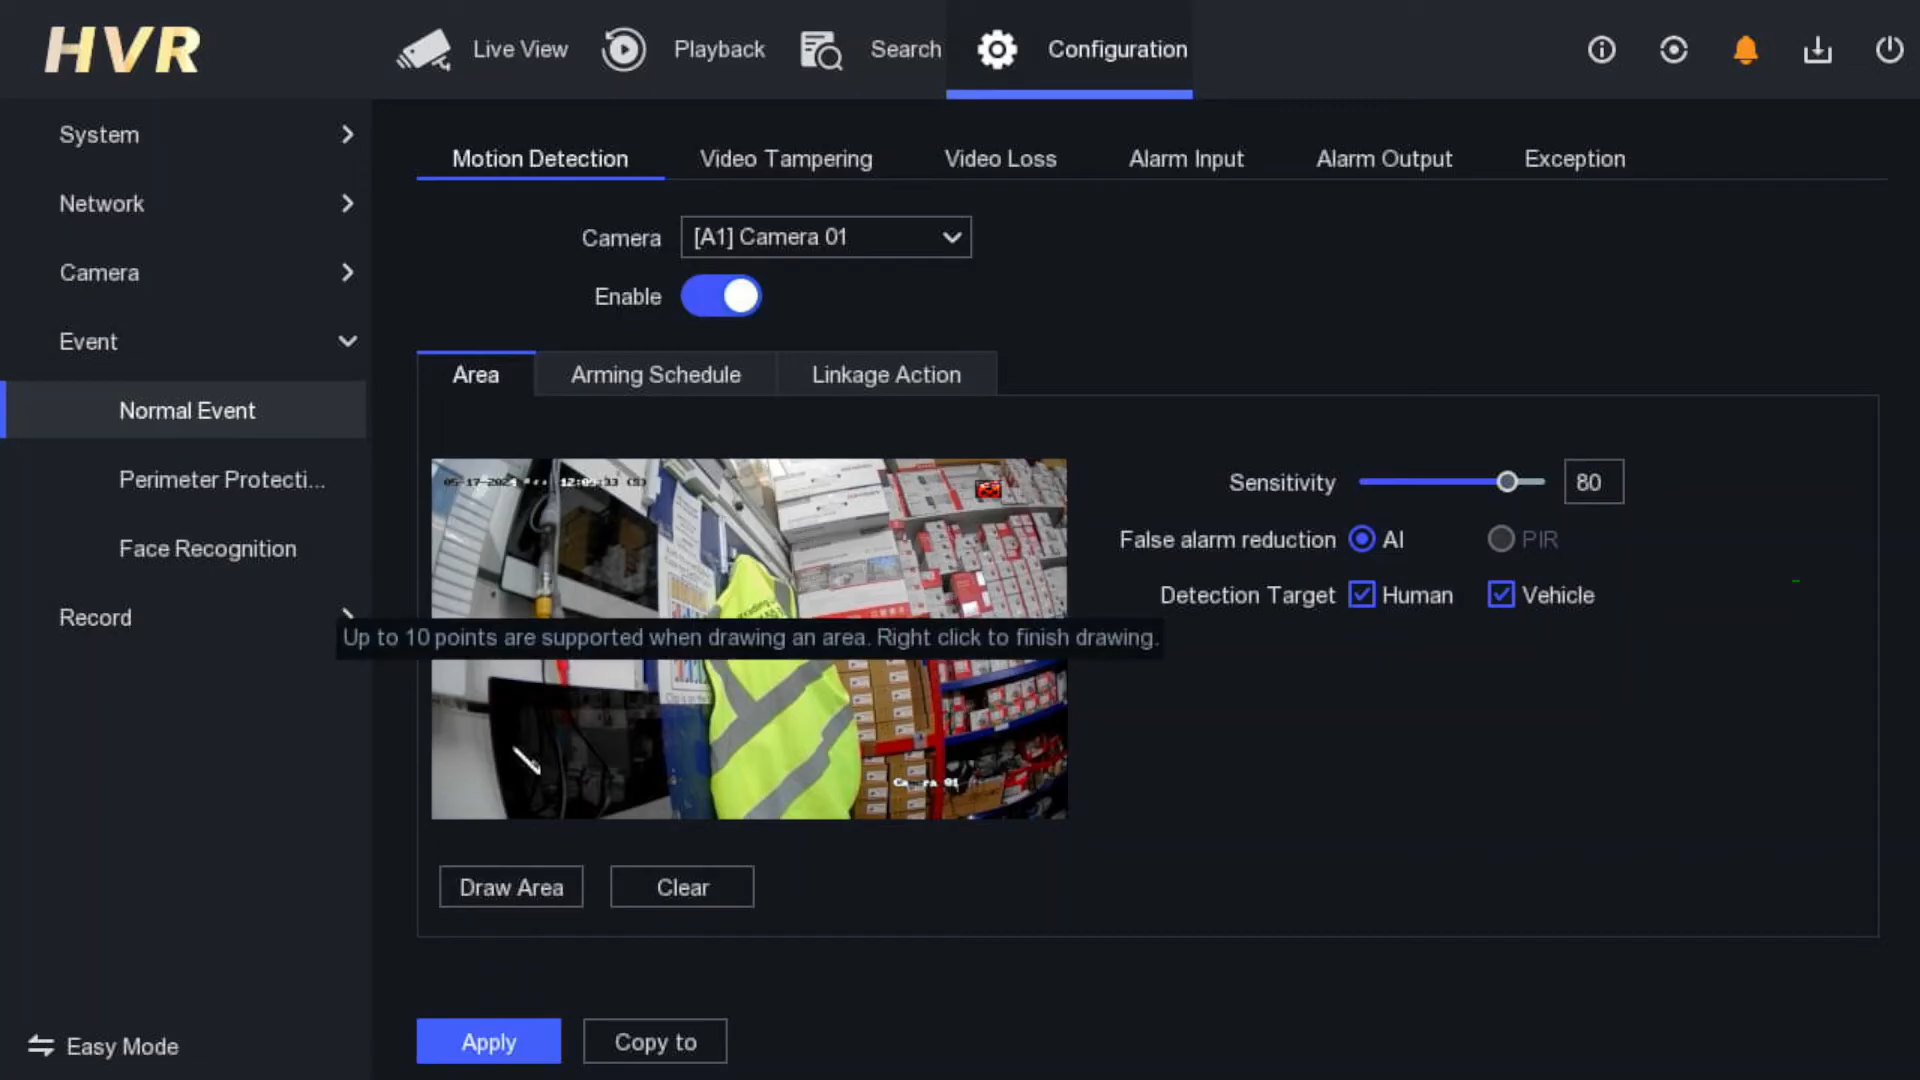 HVR
Live View
Playback
Search
Configuration
System
Network
Camera
Event
Normal Event
Perimeter Protecti...
Face Recognition
Record
Easy Mode
Motion Detection
Video Tampering
Video Loss
Alarm Input
Alarm Output
Exception
Camera
[A1] Camera 01
Enable
Area
Arming Schedule
Linkage Action
Camera 01
Up to 10 points are supported when drawing an area. Right click to finish drawing.
Sensitivity
80
False alarm reduction
AI
PIR
Detection Target
Human
Vehicle
Draw Area
Clear
Apply
Copy to